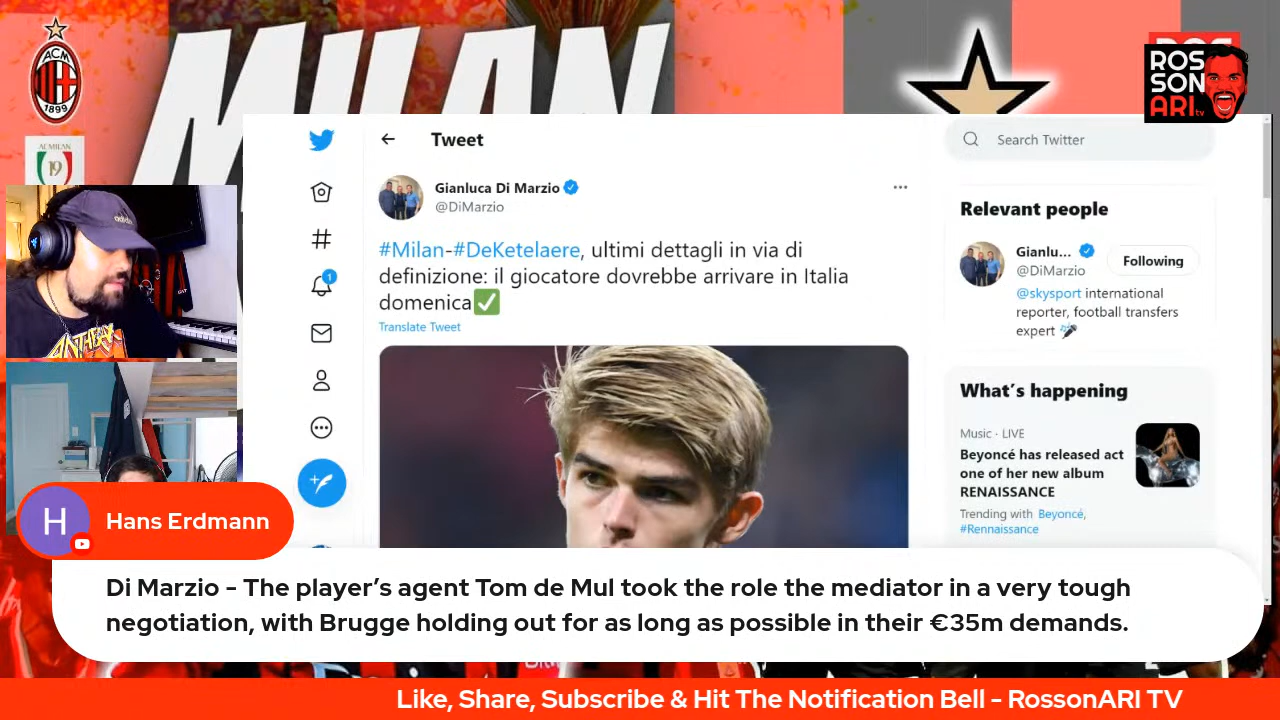 MILAN
ACM
1899
AC MILAN
19
ROS
SON
ARI tv
Tweet
Search Twitter
Gianluca Di Marzio
@DiMarzio
#Milan-#DeKetelaere, ultimi dettagli in via di
definizione: il giocatore dovrebbe arrivare in Italia
domenica✅
Translate Tweet
1
Relevant people
Gianlu...
@DiMarzio
Following
@skysport international
reporter, football transfers
expert 🎤
What's happening
Music · LIVE
Beyoncé has released act
one of her new album
RENAISSANCE
Trending with Beyoncé,
#Rennaissance
ANTHRAX
H
Hans Erdmann
Di Marzio - The player's agent Tom de Mul took the role the mediator in a very tough
negotiation, with Brugge holding out for as long as possible in their €35m demands.
Like, Share, Subscribe & Hit The Notification Bell - RossonARI TV